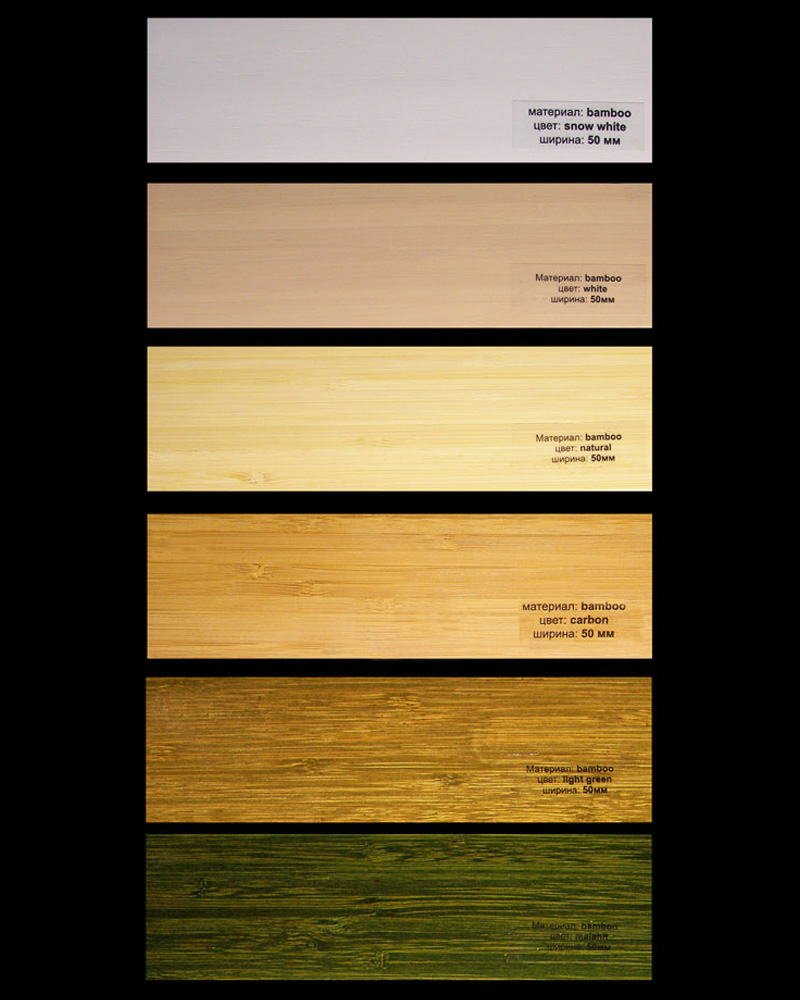 материал: bamboo
цвет: snow white
ширина: 50 мм
Материал: bamboo
цвет: white
ширина: 50мм
Материал: bamboo
цвет: natural
ширина: 50мм
материал: bamboo
цвет: carbon
ширина: 50 мм
Материал: bamboo
цвет: light green
ширина: 50мм
Материал: bamboo
цвет:
ширина: 50мм